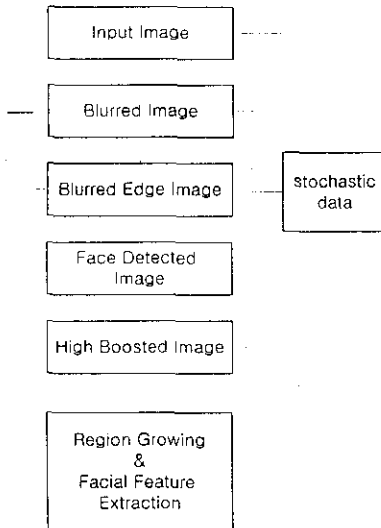 Input Image
Blurred Image
Blurred Edge Image
stochastic
data
Face Detected
Image
High Boosted Image
Region Growing
&
Facial Feature
Extraction